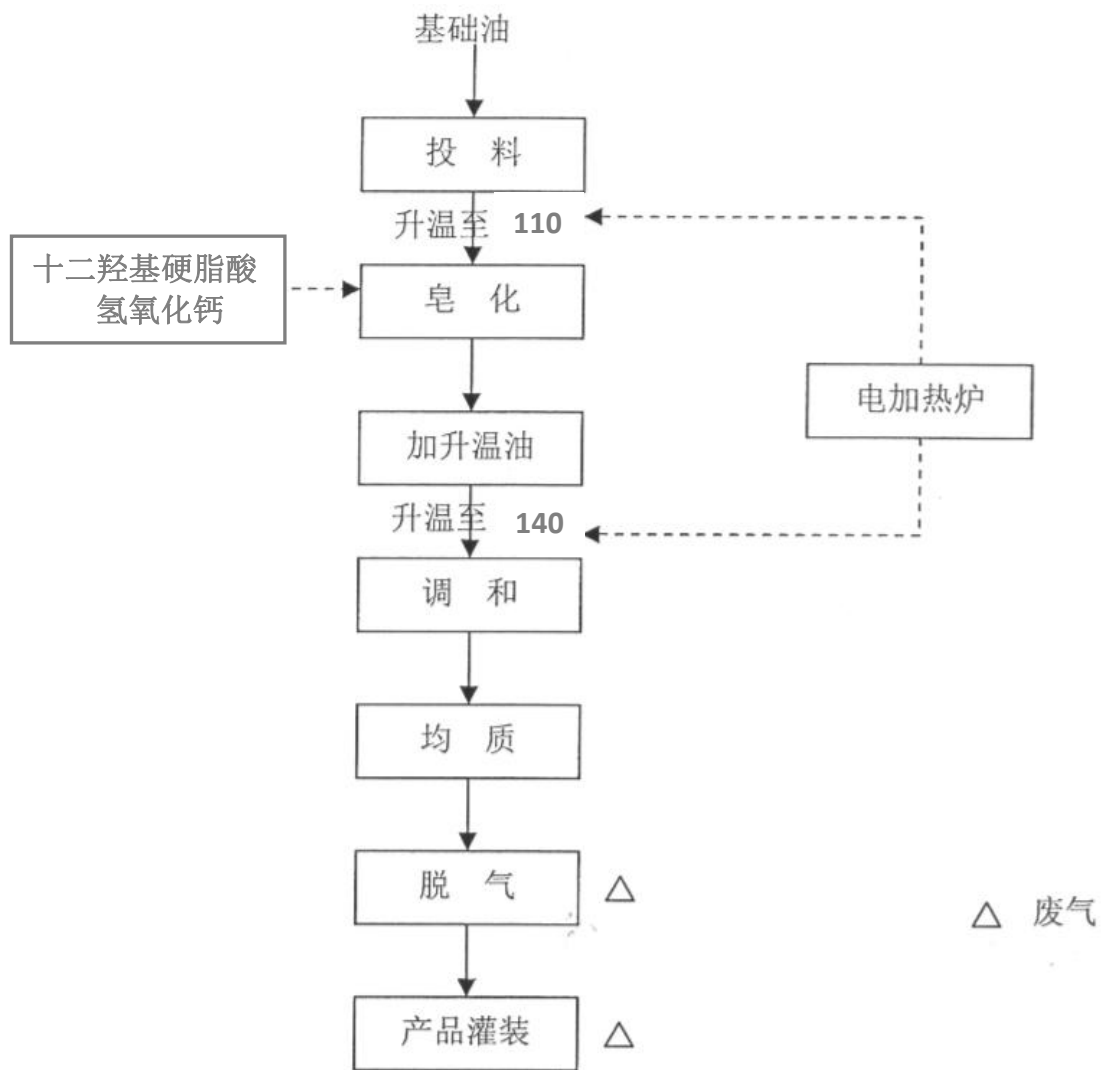 基础油
投 料
升温至 110
十二羟基硬脂酸
氢氧化钙
皂 化
电加热炉
加升温油
升温至 140
调 和
均 质
脱 气 △
△ 废气
产品灌装 △